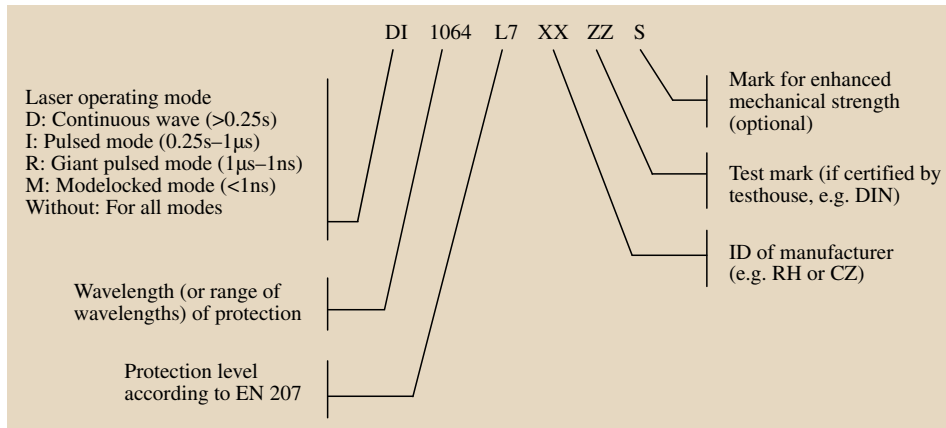 DI 1064 L7 XX ZZ S
Laser operating mode
D: Continuous wave (>0.25s)
I: Pulsed mode (0.25s–1µs)
R: Giant pulsed mode (1µs–1ns)
M: Modelocked mode (<1ns)
Without: For all modes
Wavelength (or range of
wavelengths) of protection
Protection level
according to EN 207
Mark for enhanced
mechanical strength
(optional)
Test mark (if certified by
testhouse, e.g. DIN)
ID of manufacturer
(e.g. RH or CZ)